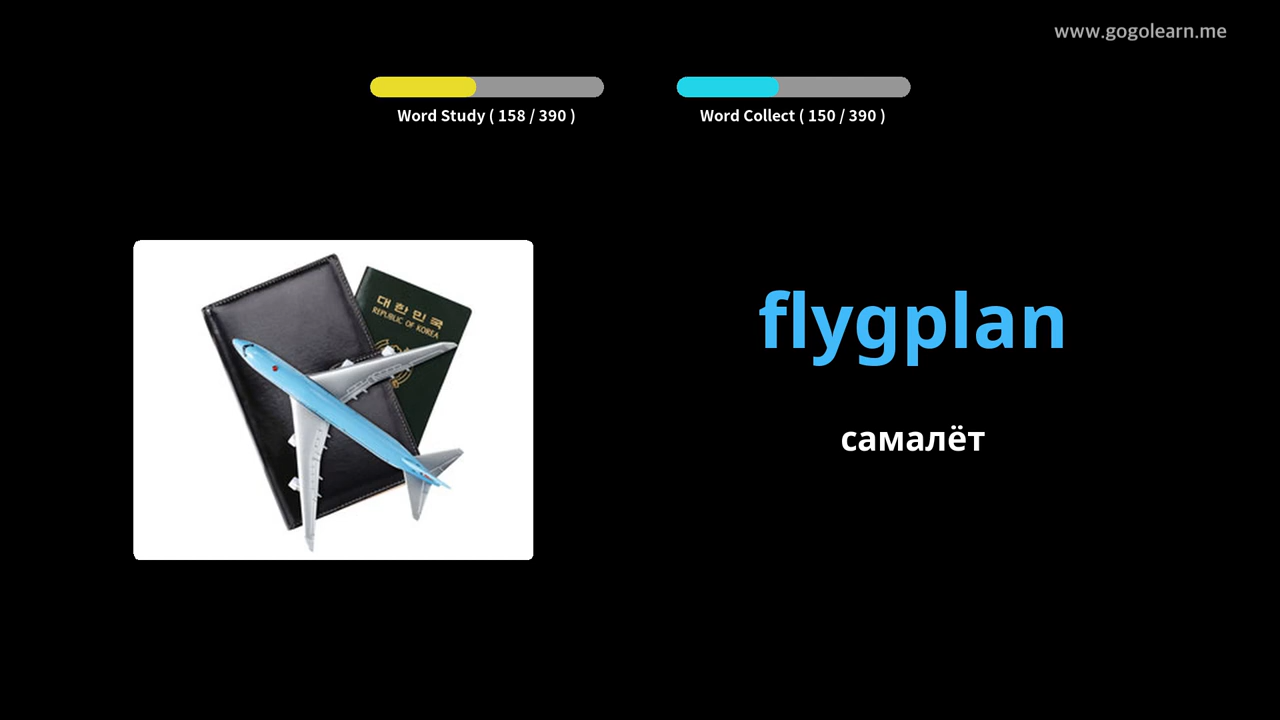 www.gogolearn.me
Word Study ( 158 / 390 )
Word Collect ( 150 / 390 )
대한민국
REPUBLIC OF KOREA
flygplan
самалёт